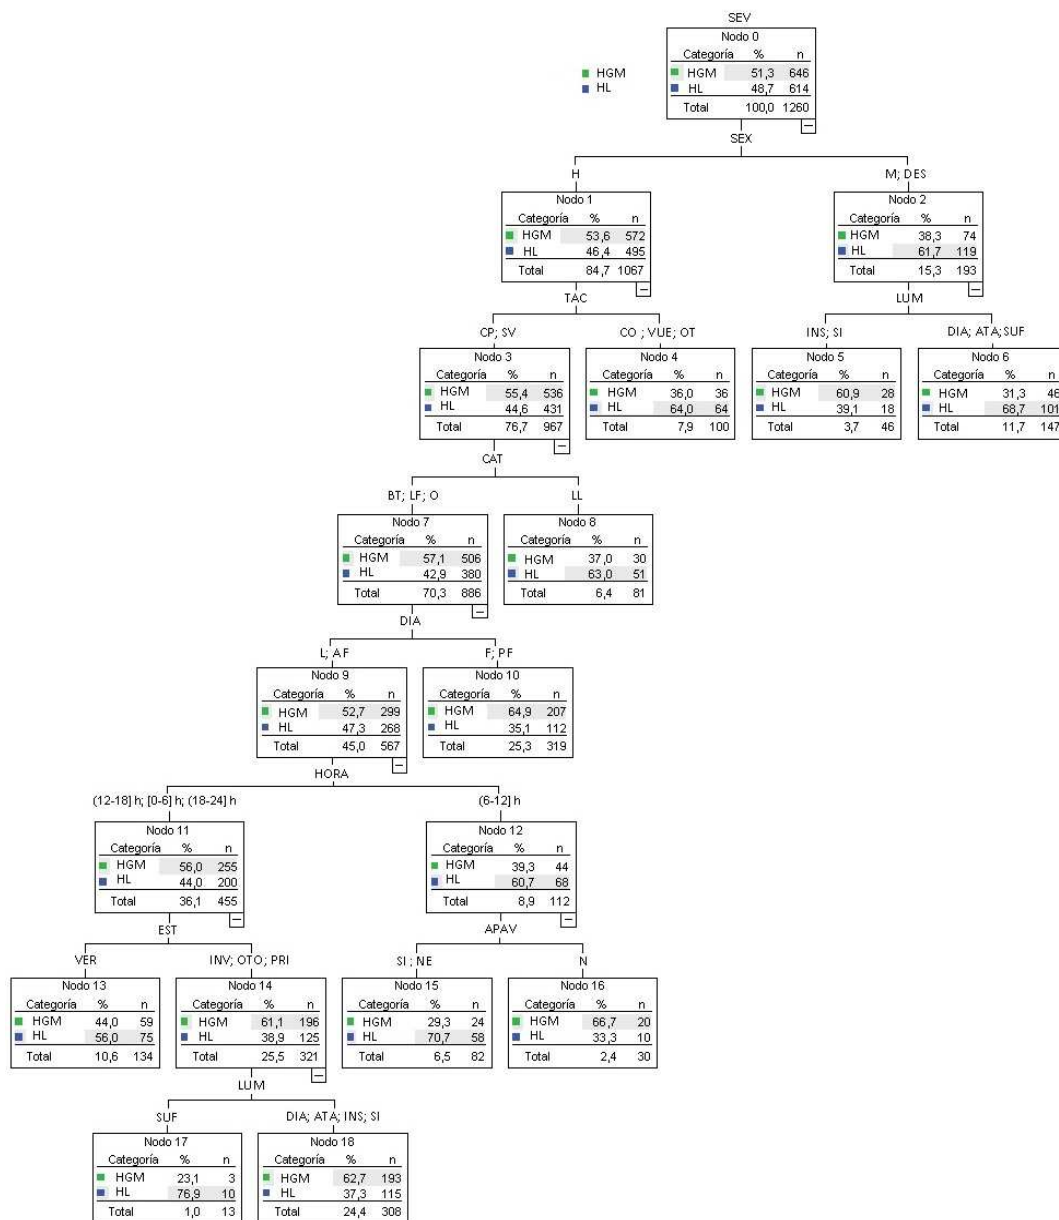 SEV
Nodo 0
Categoría % n
HGM 51,3 646
HL 48,7 614
Total 100,0 1260
HGM
HL
SEX
H
M; DES
Nodo 1
Categoría % n
HGM 53,6 572
HL 46,4 495
Total 84,7 1067
Nodo 2
Categoría % n
HGM 38,3 74
HL 61,7 119
Total 15,3 193
TAC
LUM
CP; SV
CO ; VUE; OT
INS; SI
DIA; ATA;SUF
Nodo 3
Categoría % n
HGM 55,4 536
HL 44,6 431
Total 76,7 967
Nodo 4
Categoría % n
HGM 36,0 36
HL 64,0 64
Total 7,9 100
Nodo 5
Categoría % n
HGM 60,9 28
HL 39,1 18
Total 3,7 46
Nodo 6
Categoría % n
HGM 31,3 46
HL 68,7 101
Total 11,7 147
CAT
BT; LF; O
LL
Nodo 7
Categoría % n
HGM 57,1 506
HL 42,9 380
Total 70,3 886
Nodo 8
Categoría % n
HGM 37,0 30
HL 63,0 51
Total 6,4 81
DIA
L; AF
F; PF
Nodo 9
Categoría % n
HGM 52,7 299
HL 47,3 268
Total 45,0 567
Nodo 10
Categoría % n
HGM 64,9 207
HL 35,1 112
Total 25,3 319
HORA
(12-18] h; [0-6] h; (18-24] h
(6-12] h
Nodo 11
Categoría % n
HGM 56,0 255
HL 44,0 200
Total 36,1 455
Nodo 12
Categoría % n
HGM 39,3 44
HL 60,7 68
Total 8,9 112
EST
APAV
VER
INV; OTO; PRI
SI ; NE
N
Nodo 13
Categoría % n
HGM 44,0 59
HL 56,0 75
Total 10,6 134
Nodo 14
Categoría % n
HGM 61,1 196
HL 38,9 125
Total 25,5 321
Nodo 15
Categoría % n
HGM 29,3 24
HL 70,7 58
Total 6,5 82
Nodo 16
Categoría % n
HGM 66,7 20
HL 33,3 10
Total 2,4 30
LUM
SUF
DIA; ATA; INS; SI
Nodo 17
Categoría % n
HGM 23,1 3
HL 76,9 10
Total 1,0 13
Nodo 18
Categoría % n
HGM 62,7 193
HL 37,3 115
Total 24,4 308